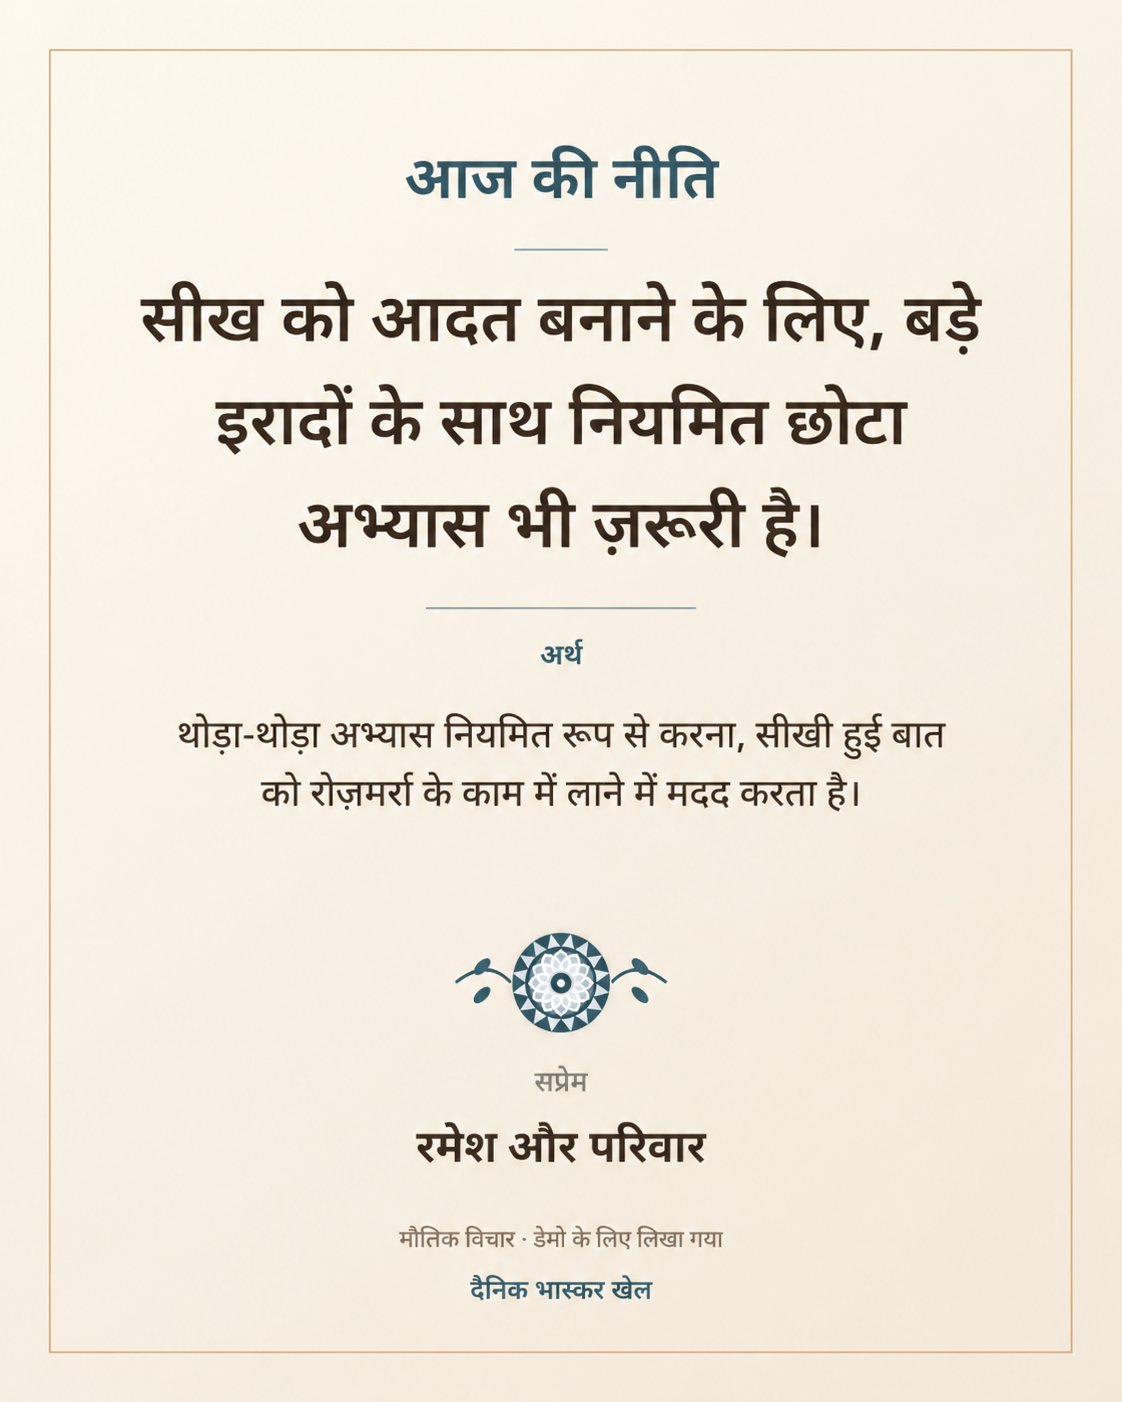 आज की नीति
सीख को आदत बनाने के लिए, बड़े
इरादों के साथ नियमित छोटा
अभ्यास भी ज़रूरी है।
अर्थ
थोड़ा-थोड़ा अभ्यास नियमित रूप से करना, सीखी हुई बात
को रोज़मर्रा के काम में लाने में मदद करता है।
सप्रेम
रमेश और परिवार
मौतिक विचार · डेमो के लिए लिखा गया
दैनिक भास्कर खेल